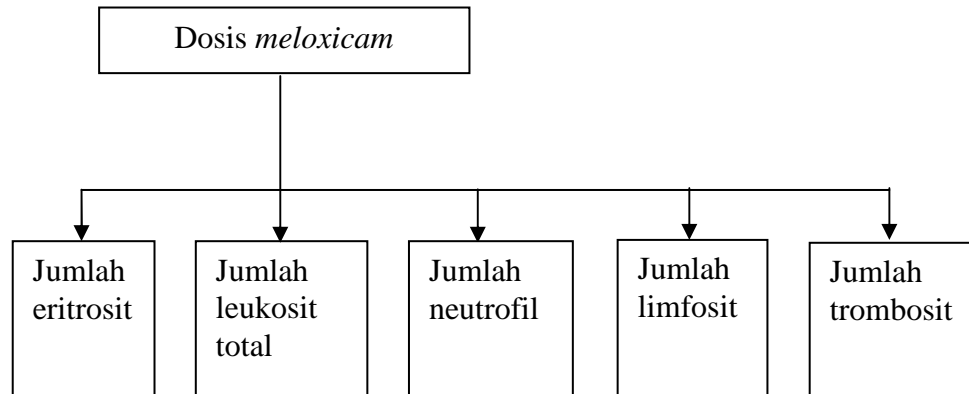 Dosis meloxicam
Jumlah
eritrosit
Jumlah
leukosit
total
Jumlah
neutrofil
Jumlah
limfosit
Jumlah
trombosit